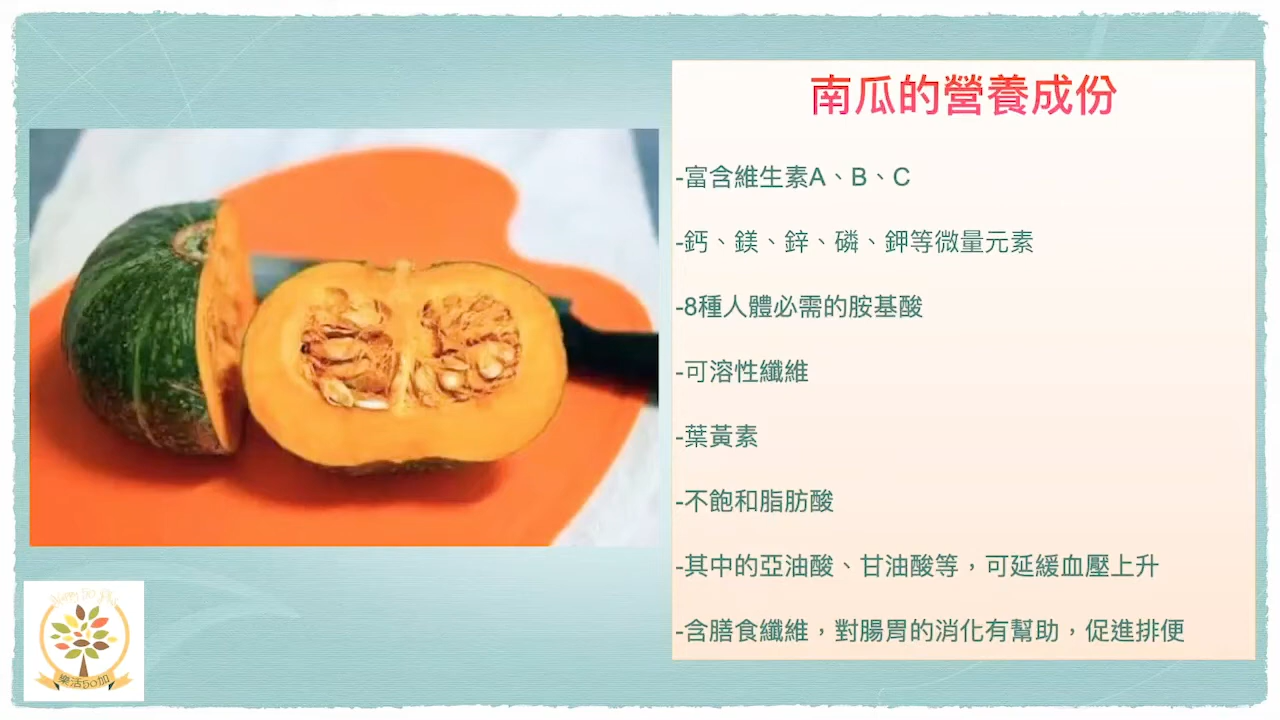 南瓜的營養成份
-富含維生素A、B、C
-鈣、鎂、鋅、磷、鉀等微量元素
-8種人體必需的胺基酸
-可溶性纖維
-葉黃素
-不飽和脂肪酸
-其中的亞油酸、甘油酸等，可延緩血壓上升
-含膳食纖維，對腸胃的消化有幫助，促進排便
Happy 50 Plus
樂活50加